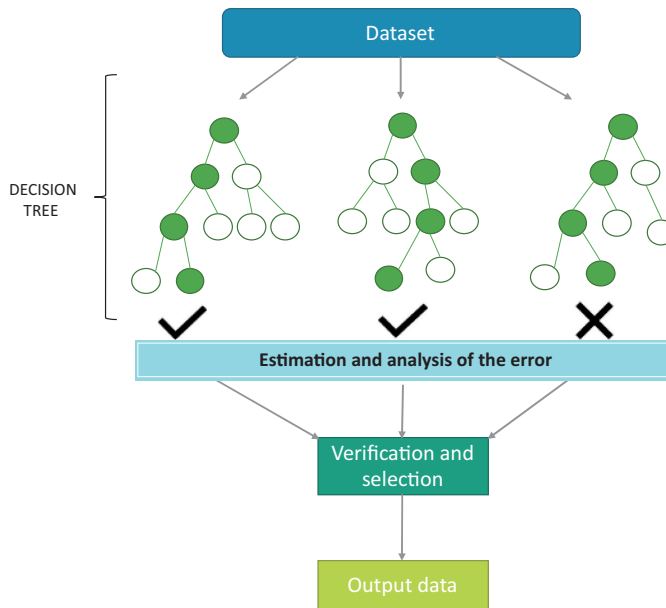 Dataset
DECISION
TREE
Estimation and analysis of the error
Verification and
selection
Output data